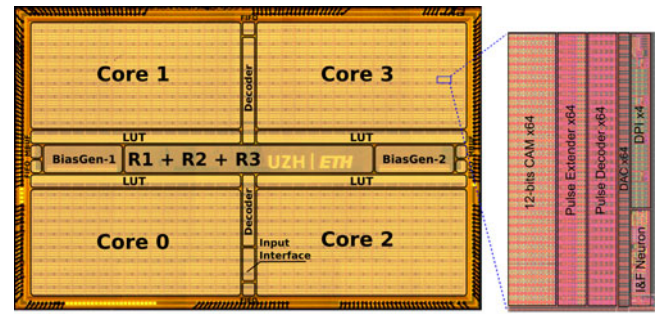 FIFO
Core 1
Decoder
Core 3
LUT
LUT
BiasGen-1
R1 + R2 + R3
UZH | ETH
BiasGen-2
LUT
LUT
Core 0
Decoder
Input
Interface
Core 2
FIFO
12-bits CAM x64
Pulse Extender x64
Pulse Decoder x64
DAC x64
DPI x4
I&F Neuron